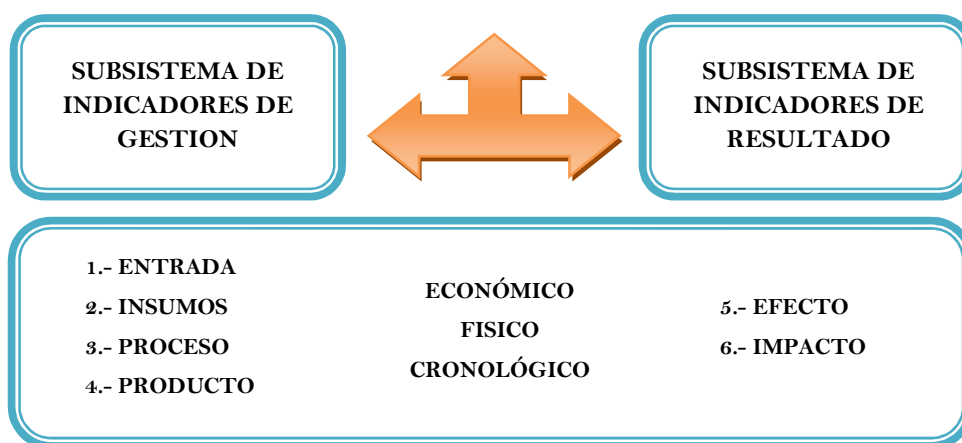 SUBSISTEMA DE
INDICADORES DE
GESTION
SUBSISTEMA DE
INDICADORES DE
RESULTADO
1.- ENTRADA
2.- INSUMOS
3.- PROCESO
4.- PRODUCTO
ECONÓMICO
FISICO
CRONOLÓGICO
5.- EFECTO
6.- IMPACTO